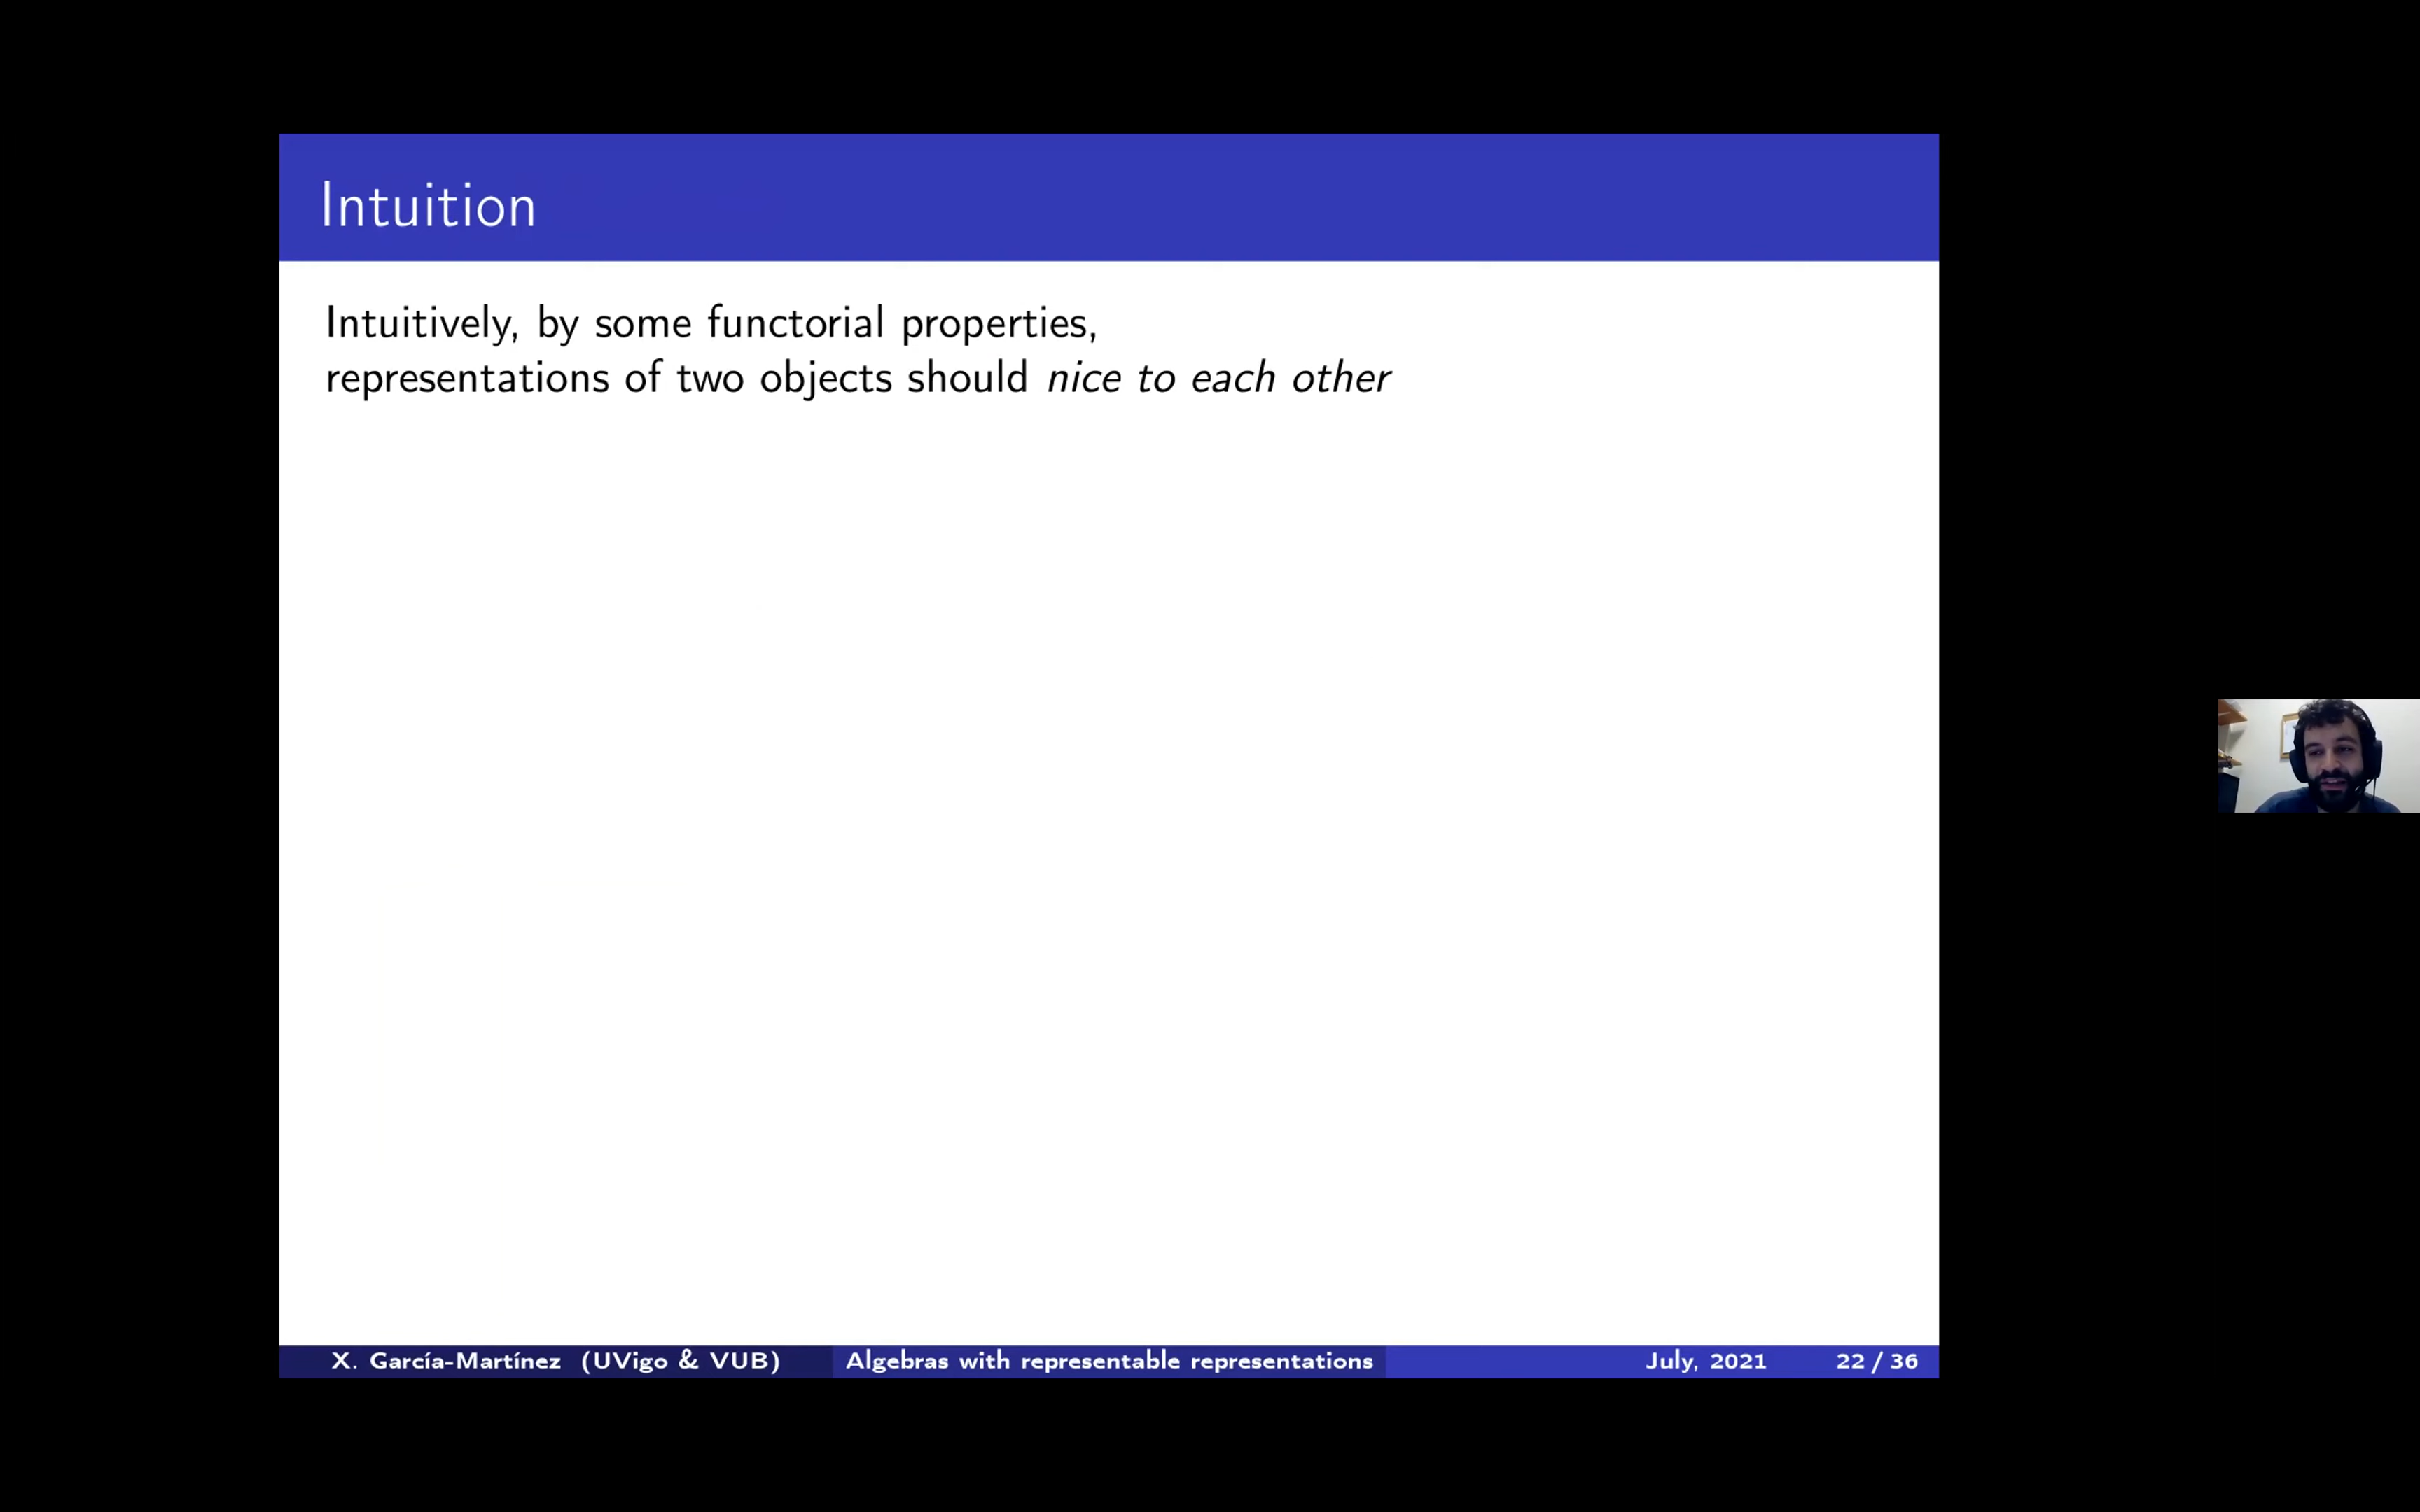 Intuition
Intuitively, by some functorial properties,
representations of two objects should nice to each other
X. García-Martínez (UVigo & VUB) Algebras with representable representations July, 2021 22 / 36